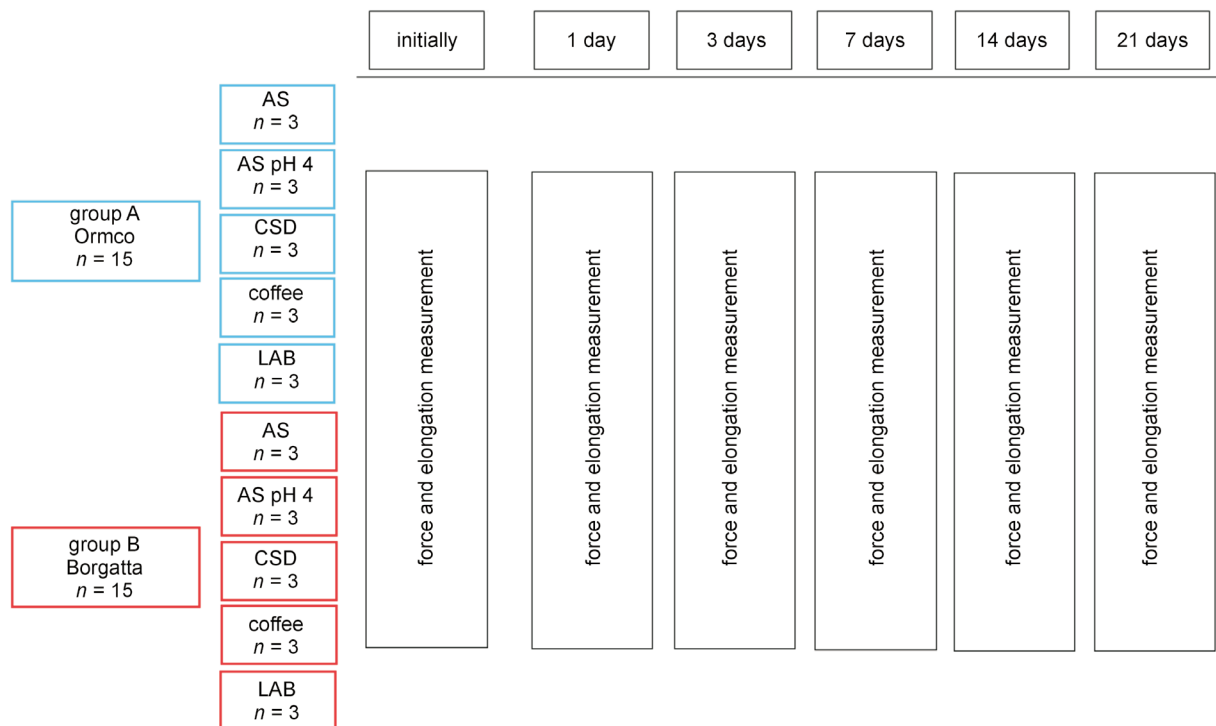 initially
1 day
3 days
7 days
14 days
21 days
group A
Ormco
n = 15
AS
n = 3
AS pH 4
n = 3
CSD
n = 3
coffee
n = 3
LAB
n = 3
group B
Borgatta
n = 15
AS
n = 3
AS pH 4
n = 3
CSD
n = 3
coffee
n = 3
LAB
n = 3
force and elongation measurement
force and elongation measurement
force and elongation measurement
force and elongation measurement
force and elongation measurement
force and elongation measurement